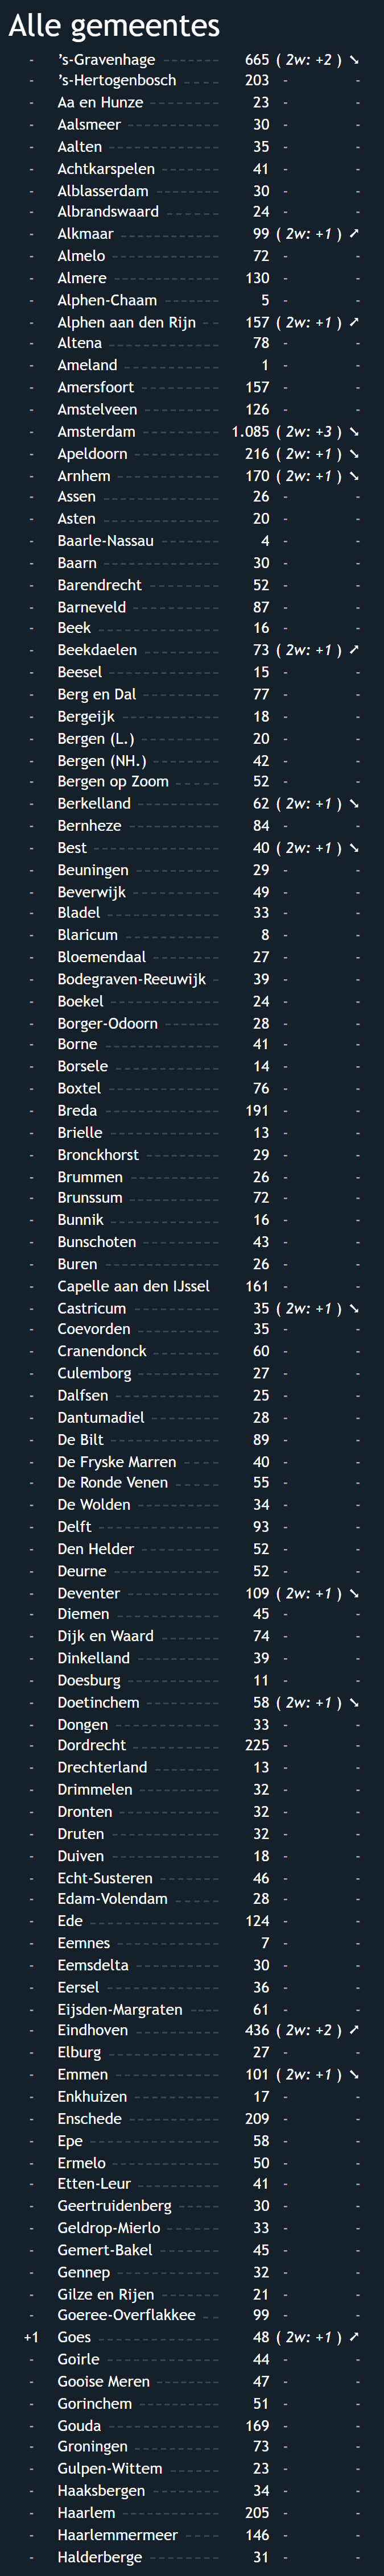 Alle gemeentes
- 's-Gravenhage 665 ( 2w: +2 ) ➘
- 's-Hertogenbosch 203 - -
- Aa en Hunze 23 - -
- Aalsmeer 30 - -
- Aalten 35 - -
- Achtkarspelen 41 - -
- Alblasserdam 30 - -
- Albrandswaard 24 - -
- Alkmaar 99 ( 2w: +1 ) ➚
- Almelo 72 - -
- Almere 130 - -
- Alphen-Chaam 5 - -
- Alphen aan den Rijn 157 ( 2w: +1 ) ➚
- Altena 78 - -
- Ameland 1 - -
- Amersfoort 157 - -
- Amstelveen 126 - -
- Amsterdam 1.085 ( 2w: +3 ) ➘
- Apeldoorn 216 ( 2w: +1 ) ➘
- Arnhem 170 ( 2w: +1 ) ➘
- Assen 26 - -
- Asten 20 - -
- Baarle-Nassau 4 - -
- Baarn 30 - -
- Barendrecht 52 - -
- Barneveld 87 - -
- Beek 16 - -
- Beekdaelen 73 ( 2w: +1 ) ➚
- Beesel 15 - -
- Berg en Dal 77 - -
- Bergeijk 18 - -
- Bergen (L.) 20 - -
- Bergen (NH.) 42 - -
- Bergen op Zoom 52 - -
- Berkelland 62 ( 2w: +1 ) ➘
- Bernheze 84 - -
- Best 40 ( 2w: +1 ) ➘
- Beuningen 29 - -
- Beverwijk 49 - -
- Bladel 33 - -
- Blaricum 8 - -
- Bloemendaal 27 - -
- Bodegraven-Reeuwijk 39 - -
- Boekel 24 - -
- Borger-Odoorn 28 - -
- Borne 41 - -
- Borsele 14 - -
- Boxtel 76 - -
- Breda 191 - -
- Brielle 13 - -
- Bronckhorst 29 - -
- Brummen 26 - -
- Brunssum 72 - -
- Bunnik 16 - -
- Bunschoten 43 - -
- Buren 26 - -
- Capelle aan den IJssel 161 - -
- Castricum 35 ( 2w: +1 ) ➘
- Coevorden 35 - -
- Cranendonck 60 - -
- Culemborg 27 - -
- Dalfsen 25 - -
- Dantumadiel 28 - -
- De Bilt 89 - -
- De Fryske Marren 40 - -
- De Ronde Venen 55 - -
- De Wolden 34 - -
- Delft 93 - -
- Den Helder 52 - -
- Deurne 52 - -
- Deventer 109 ( 2w: +1 ) ➘
- Diemen 45 - -
- Dijk en Waard 74 - -
- Dinkelland 39 - -
- Doesburg 11 - -
- Doetinchem 58 ( 2w: +1 ) ➘
- Dongen 33 - -
- Dordrecht 225 - -
- Drechterland 13 - -
- Drimmelen 32 - -
- Dronten 32 - -
- Druten 32 - -
- Duiven 18 - -
- Echt-Susteren 46 - -
- Edam-Volendam 28 - -
- Ede 124 - -
- Eemnes 7 - -
- Eemsdelta 30 - -
- Eersel 36 - -
- Eijsden-Margraten 61 - -
- Eindhoven 436 ( 2w: +2 ) ➚
- Elburg 27 - -
- Emmen 101 ( 2w: +1 ) ➘
- Enkhuizen 17 - -
- Enschede 209 - -
- Epe 58 - -
- Ermelo 50 - -
- Etten-Leur 41 - -
- Geertruidenberg 30 - -
- Geldrop-Mierlo 33 - -
- Gemert-Bakel 45 - -
- Gennep 32 - -
- Gilze en Rijen 21 - -
- Goeree-Overflakkee 99 - -
+1 Goes 48 ( 2w: +1 ) ➚
- Goirle 44 - -
- Gooise Meren 47 - -
- Gorinchem 51 - -
- Gouda 169 - -
- Groningen 73 - -
- Gulpen-Wittem 23 - -
- Haaksbergen 34 - -
- Haarlem 205 - -
- Haarlemmermeer 146 - -
- Halderberge 31 - -